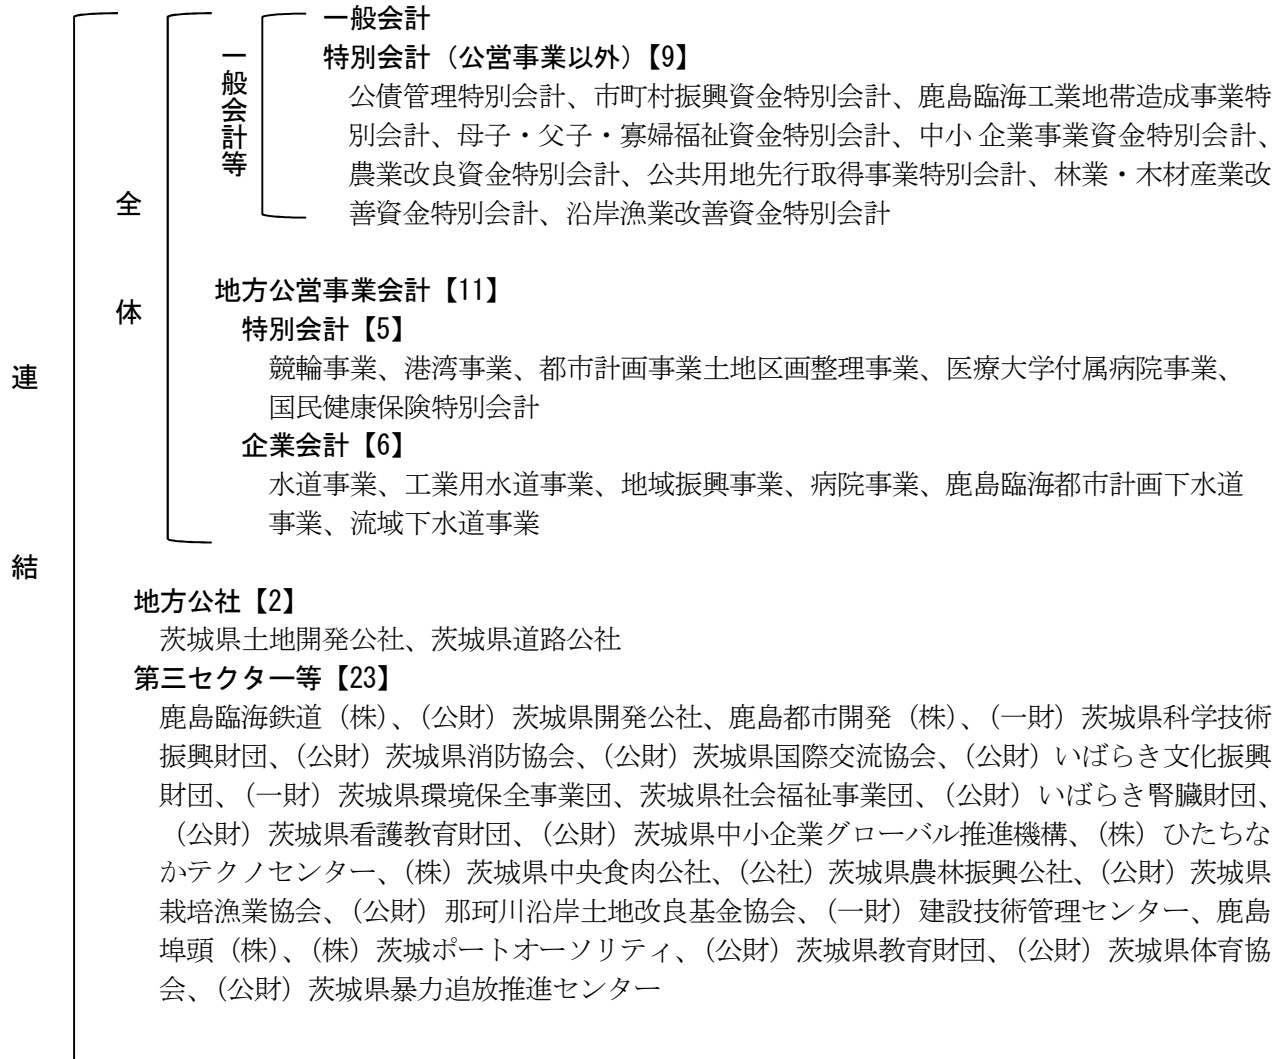 一般会計
特別会計（公営事業以外）【9】
公債管理特別会計、市町村振興資金特別会計、鹿島臨海工業地帯造成事業特
別会計、母子・父子・寡婦福祉資金特別会計、中小 企業事業資金特別会計、
農業改良資金特別会計、公共用地先行取得事業特別会計、林業・木材産業改
善資金特別会計、沿岸漁業改善資金特別会計
一般会計等
全体
地方公営事業会計【11】
特別会計【5】
競輪事業、港湾事業、都市計画事業土地区画整理事業、医療大学付属病院事業、
国民健康保険特別会計
企業会計【6】
水道事業、工業用水道事業、地域振興事業、病院事業、鹿島臨海都市計画下水道
事業、流域下水道事業
連結
地方公社【2】
茨城県土地開発公社、茨城県道路公社
第三セクター等【23】
鹿島臨海鉄道（株）、（公財）茨城県開発公社、鹿島都市開発（株）、（一財）茨城県科学技術
振興財団、（公財）茨城県消防協会、（公財）茨城県国際交流協会、（公財）いばらき文化振興
財団、（一財）茨城県環境保全事業団、茨城県社会福祉事業団、（公財）いばらき腎臓財団、
（公財）茨城県看護教育財団、（公財）茨城県中小企業グローバル推進機構、（株）ひたちな
かテクノセンター、（株）茨城県中央食肉公社、（公社）茨城県農林振興公社、（公財）茨城県
栽培漁業協会、（公財）那珂川沿岸土地改良基金協会、（一財）建設技術管理センター、鹿島
埠頭（株）、（株）茨城ポートオーソリティ、（公財）茨城県教育財団、（公財）茨城県体育協
会、（公財）茨城県暴力追放推進センター